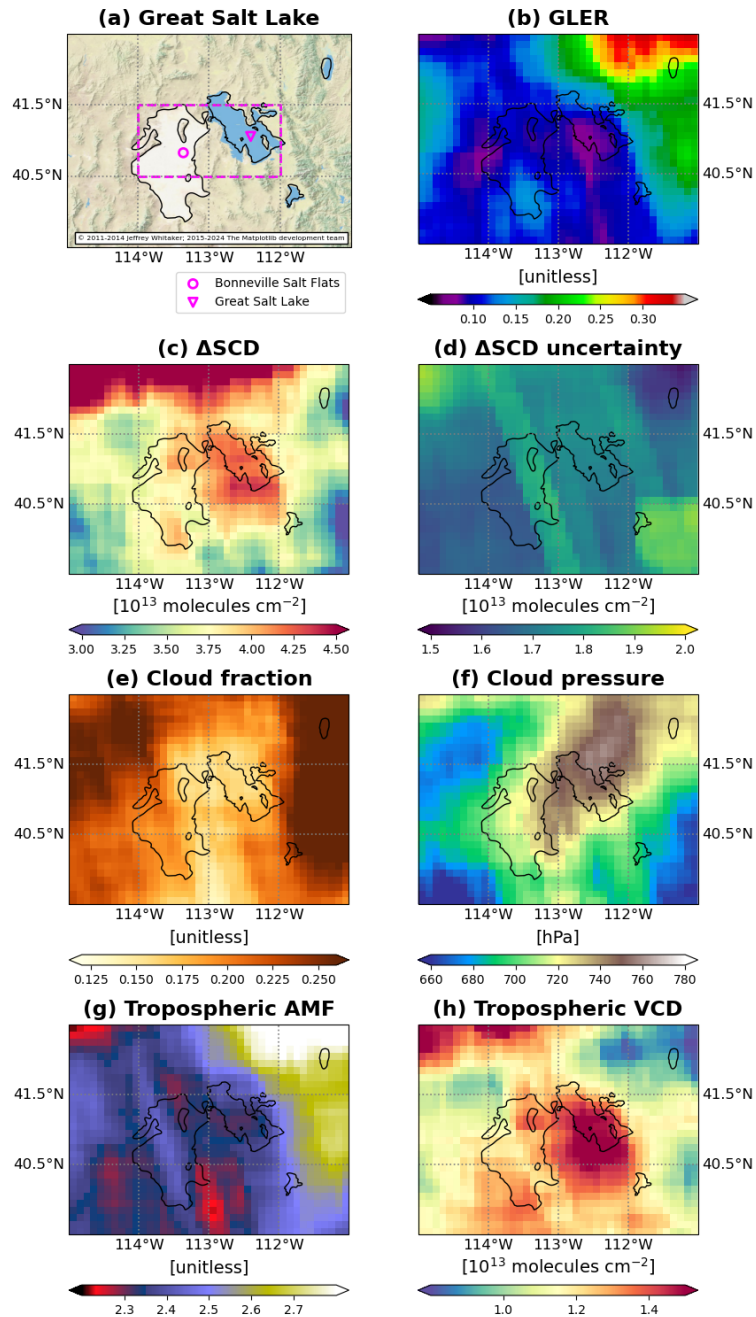 (a) Great Salt Lake
41.5°N
40.5°N
© 2011-2014 Jeffrey Whitaker; 2015-2024 The Matplotlib development team
114°W 113°W 112°W
Bonneville Salt Flats
Great Salt Lake
(b) GLER
41.5°N
40.5°N
114°W 113°W 112°W
[unitless]
0.10 0.15 0.20 0.25 0.30
(c) ΔSCD
41.5°N
40.5°N
114°W 113°W 112°W
[10¹³ molecules cm⁻²]
3.00 3.25 3.50 3.75 4.00 4.25 4.50
(d) ΔSCD uncertainty
41.5°N
40.5°N
114°W 113°W 112°W
[10¹³ molecules cm⁻²]
1.5 1.6 1.7 1.8 1.9 2.0
(e) Cloud fraction
41.5°N
40.5°N
114°W 113°W 112°W
[unitless]
0.125 0.150 0.175 0.200 0.225 0.250
(f) Cloud pressure
41.5°N
40.5°N
114°W 113°W 112°W
[hPa]
660 680 700 720 740 760 780
(g) Tropospheric AMF
41.5°N
40.5°N
114°W 113°W 112°W
[unitless]
2.3 2.4 2.5 2.6 2.7
(h) Tropospheric VCD
41.5°N
40.5°N
114°W 113°W 112°W
[10¹³ molecules cm⁻²]
1.0 1.2 1.4